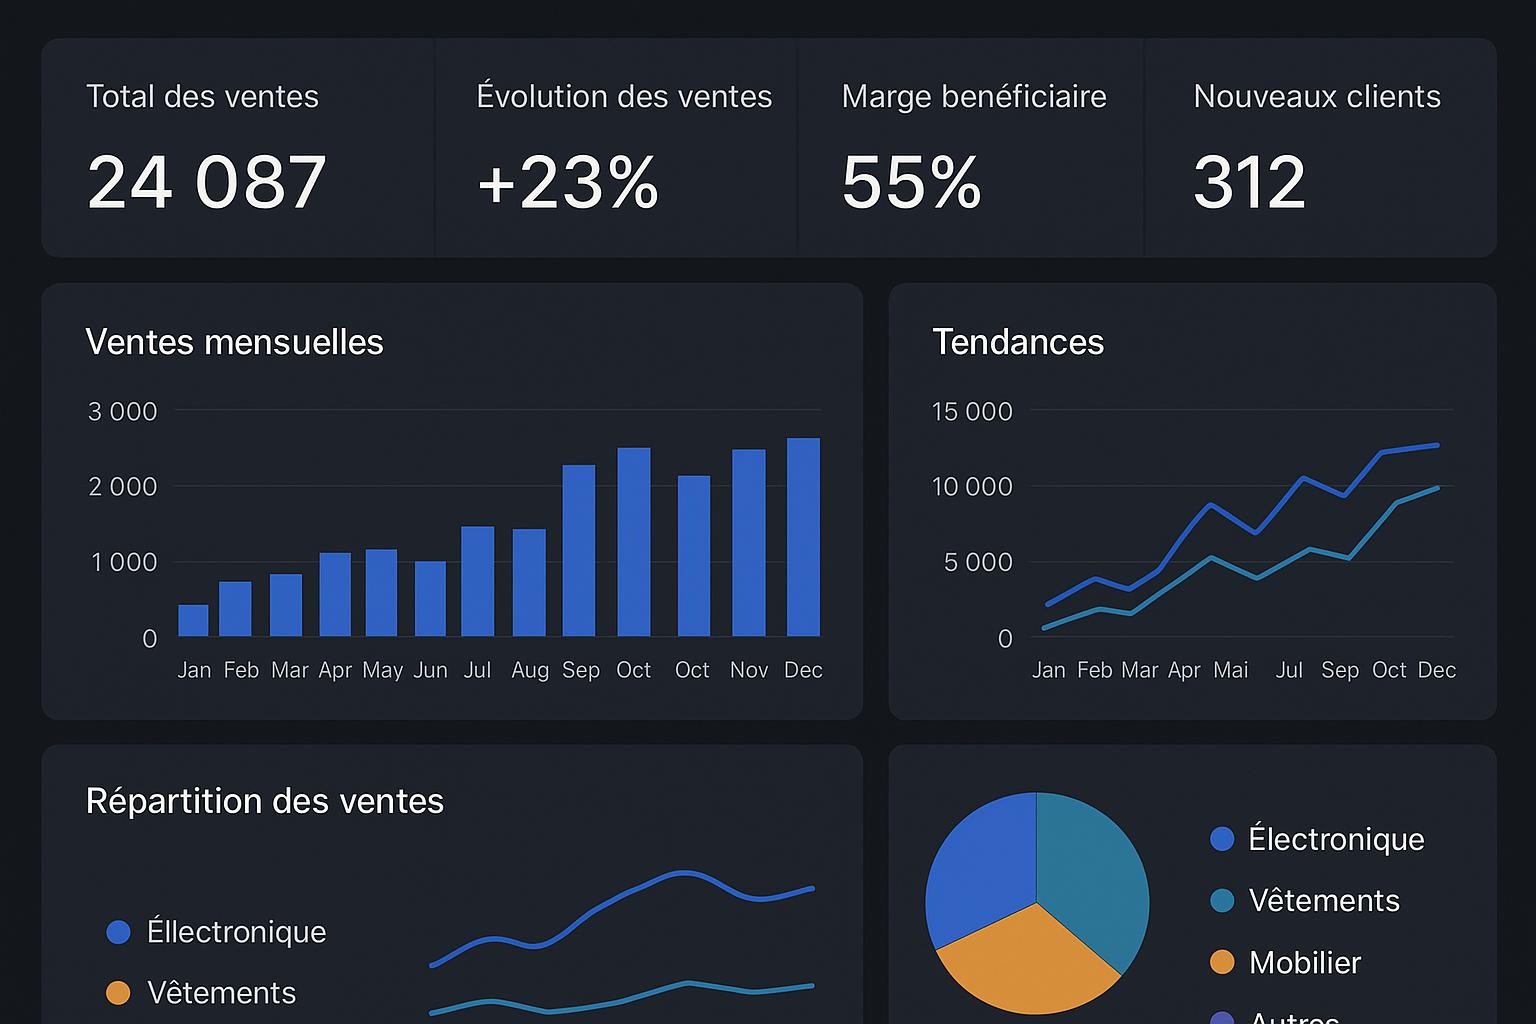 Total des ventes
24 087
Évolution des ventes
+23%
Marge benéficiaire
55%
Nouveaux clients
312
Ventes mensuelles
3 000
2 000
1 000
0
Jan Feb Mar Apr May Jun Jul Aug Sep Oct Oct Nov Dec
Tendances
15 000
10 000
5 000
0
Jan Feb Mar Apr Mai Jul Sep Oct Dec
Répartition des ventes
Éllectronique
Vêtements
Électronique
Vêtements
Mobilier
Autres